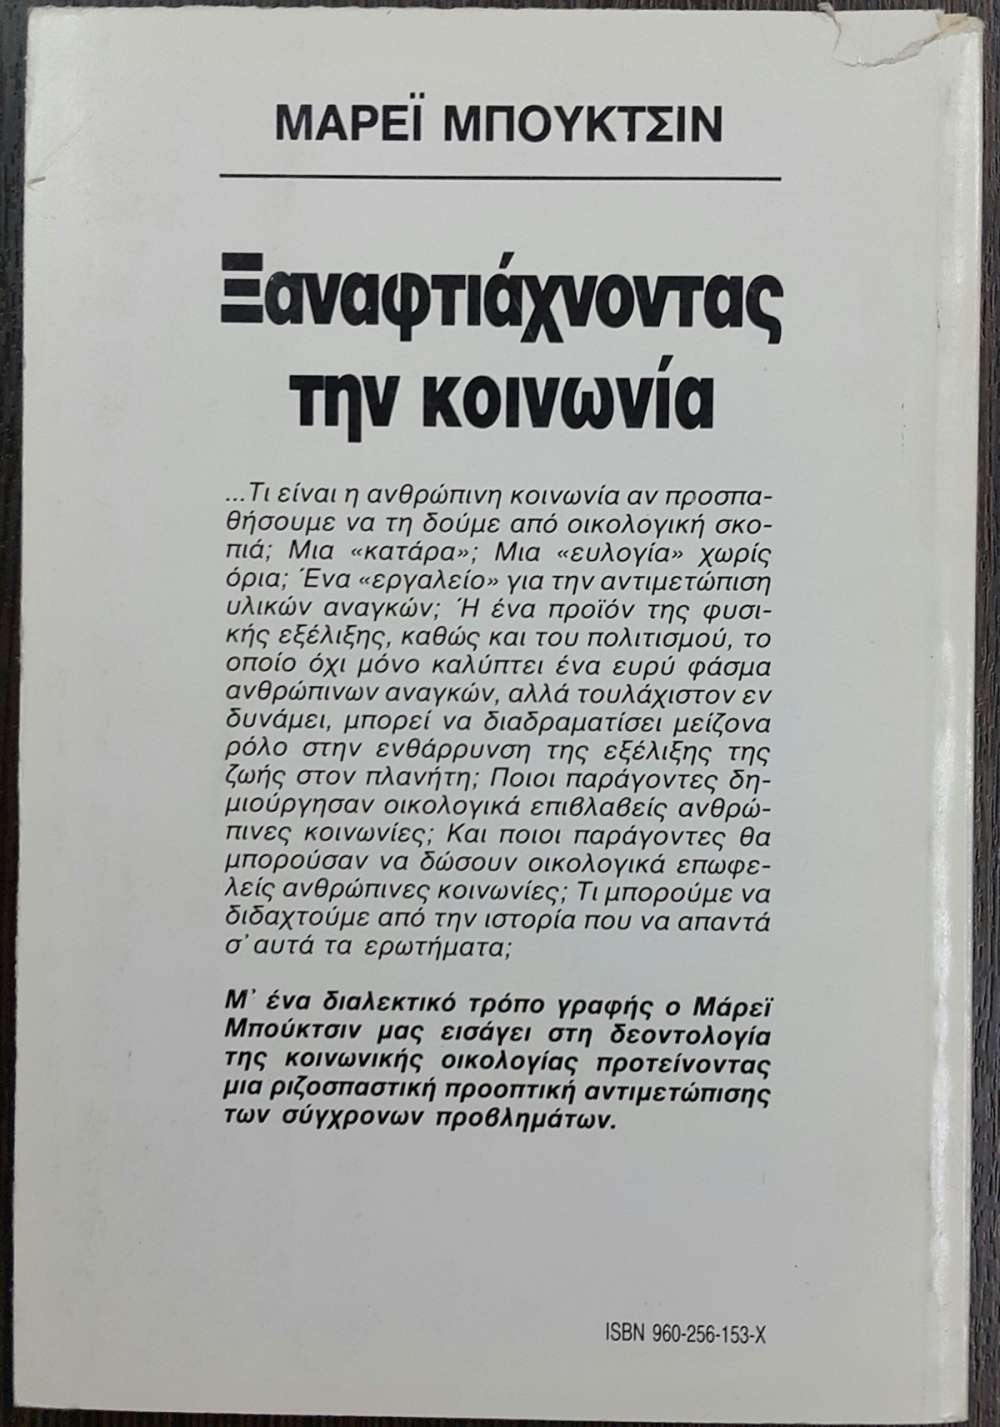 ΜΑΡΕΪ ΜΠΟΥΚΤΣΙΝ
Ξαναφτιάχνοντας
την κοινωνία
...Τι είναι η ανθρώπινη κοινωνία αν προσπα-
θήσουμε να τη δούμε από οικολογική σκο-
πιά; Μια «κατάρα»; Μια «ευλογία» χωρίς
όρια; Ένα «εργαλείο» για την αντιμετώπιση
υλικών αναγκών; Ή ένα προϊόν της φυσι-
κής εξέλιξης, καθώς και του πολιτισμού, το
οποίο όχι μόνο καλύπτει ένα ευρύ φάσμα
ανθρώπινων αναγκών, αλλά τουλάχιστον εν
δυνάμει, μπορεί να διαδραματίσει μείζονα
ρόλο στην ενθάρρυνση της εξέλιξης της
ζωής στον πλανήτη; Ποιοι παράγοντες δη-
μιούργησαν οικολογικά επιβλαβείς ανθρώ-
πινες κοινωνίες; Και ποιοι παράγοντες θα
μπορούσαν να δώσουν οικολογικά επωφε-
λείς ανθρώπινες κοινωνίες; Τι μπορούμε να
διδαχτούμε από την ιστορία που να απαντά
σ' αυτά τα ερωτήματα;
Μ' ένα διαλεκτικό τρόπο γραφής ο Μάρεϊ
Μπούκτσιν μας εισάγει στη δεοντολογία
της κοινωνικής οικολογίας προτείνοντας
μια ριζοσπαστική προοπτική αντιμετώπισης
των σύγχρονων προβλημάτων.
ISBN 960-256-153-X